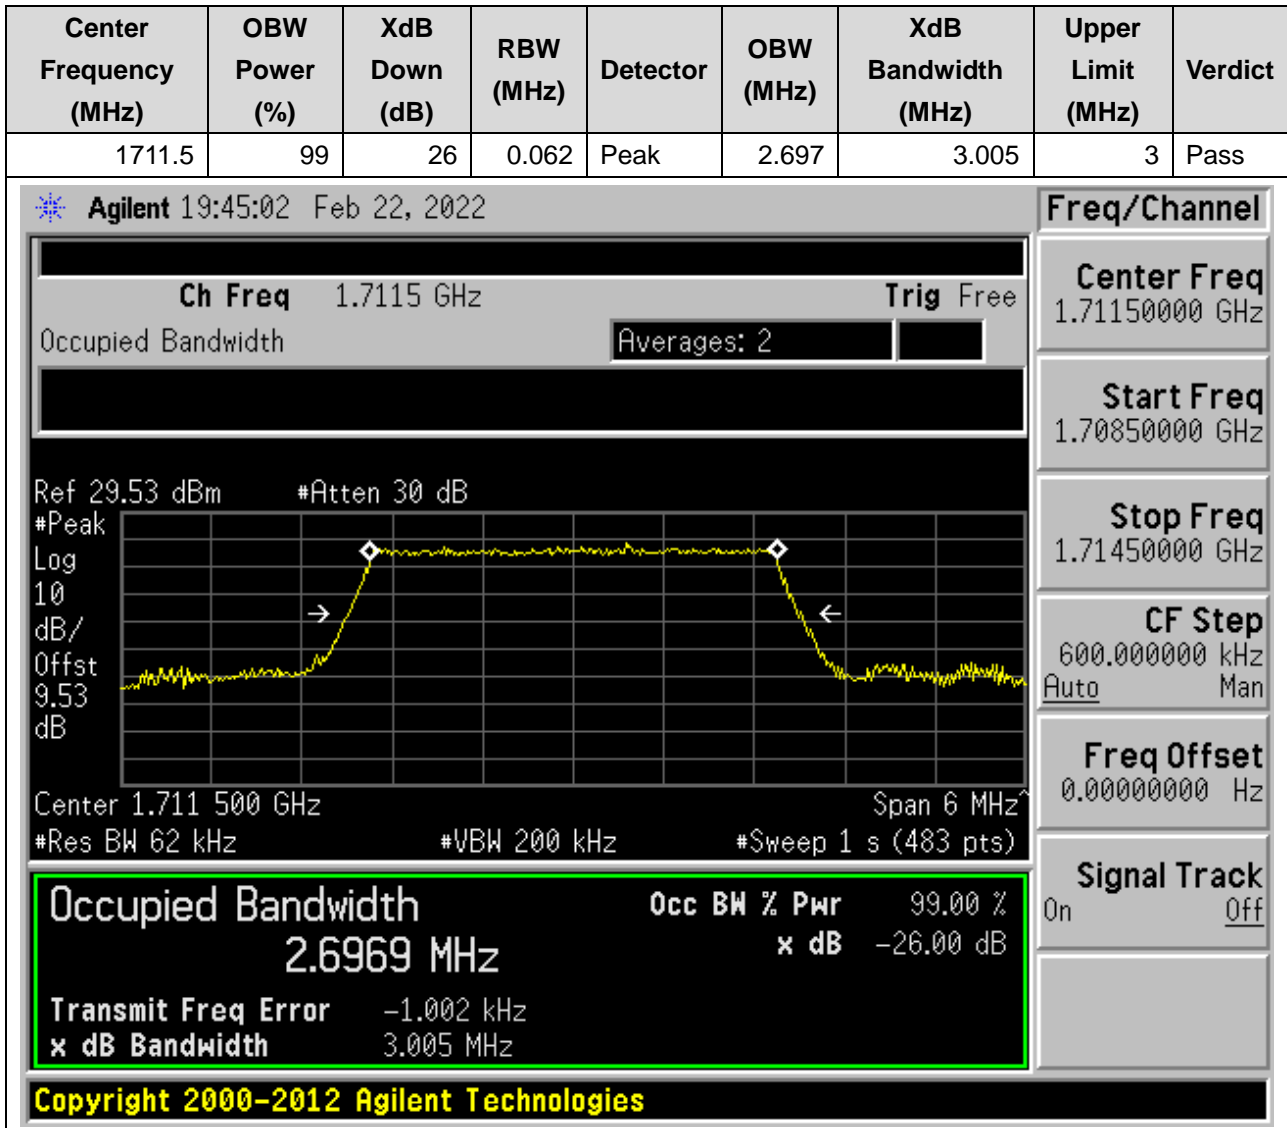 Center Frequency (MHz) OBW Power (%) XdB Down (dB) RBW (MHz) Detector OBW (MHz) XdB Bandwidth (MHz) Upper Limit (MHz) Verdict
1711.5 99 26 0.062 Peak 2.697 3.005 3 Pass
Agilent 19:45:02 Feb 22, 2022
Freq/Channel
Ch Freq 1.7115 GHz Trig Free
Occupied Bandwidth Averages: 2
Center Freq
1.71150000 GHz
Start Freq
1.70850000 GHz
Stop Freq
1.71450000 GHz
CF Step
600.000000 kHz
Auto Man
Freq Offset
0.00000000 Hz
Signal Track
On Off
Ref 29.53 dBm #Atten 30 dB
#Peak
Log
10
dB/
Offst
9.53
dB
Center 1.711 500 GHz Span 6 MHz^
#Res BW 62 kHz #VBW 200 kHz #Sweep 1 s (483 pts)
Occupied Bandwidth Occ BW % Pwr 99.00 %
2.6969 MHz x dB -26.00 dB
Transmit Freq Error -1.002 kHz
x dB Bandwidth 3.005 MHz
Copyright 2000-2012 Agilent Technologies